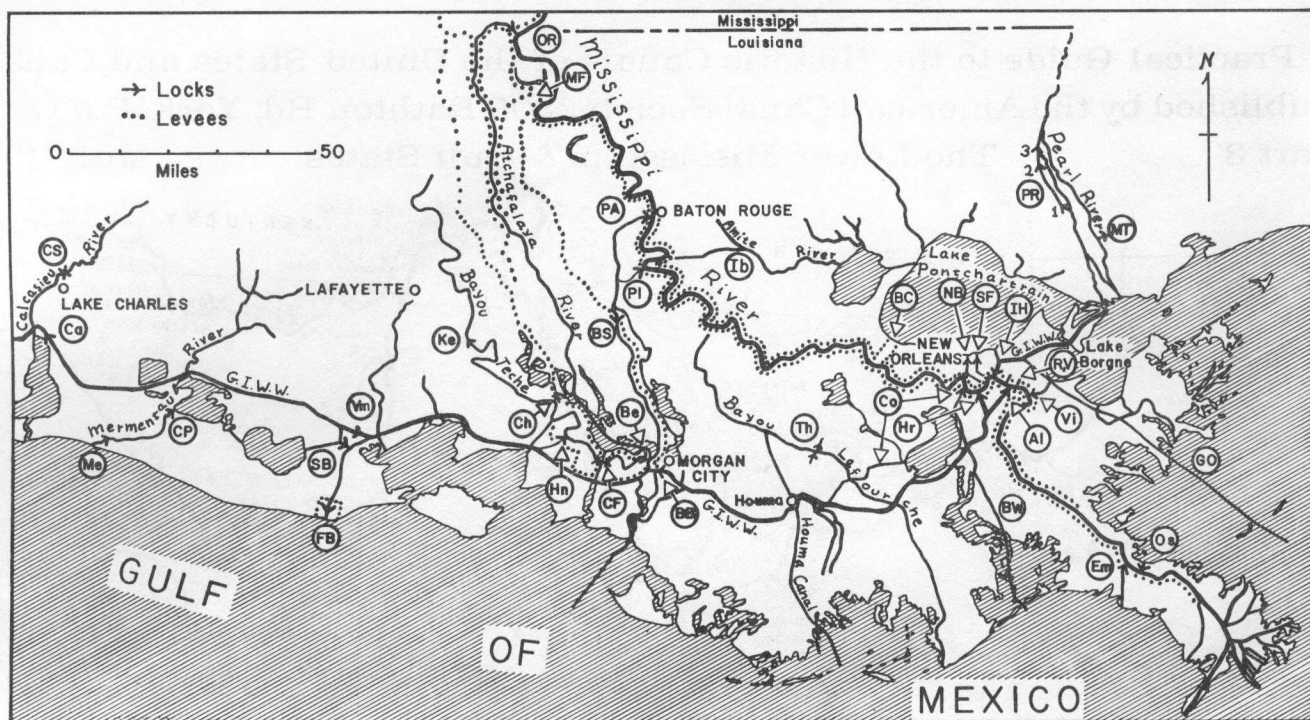 Mississippi
Louisiana
OR
Mississippi
MF
N
Locks
Levees
0 50
Miles
Atchafalaya
River
Pearl River
3
2
1
PR
MT
PA
BATON ROUGE
Amite
River
Ib
Lake
Pontchartrain
CS
River
Calcasieu
LAKE CHARLES
LAFAYETTE
Bayou
Teche
PI
River
BC
NB
SF
IH
Ca
River
Ke
BS
NEW
ORLEANS
G.I.W.W.
RV
Lake
Borgne
G.I.W.W.
Mermentau
CP
Vm
Ch
Be
Co
Hr
Vi
Al
Bayou
Lafourche
Th
GO
Me
SB
Hn
CF
MORGAN
CITY
BB
G.I.W.W.
Houma
Houma Canal
BW
FB
Em
Os
GULF
OF
MEXICO